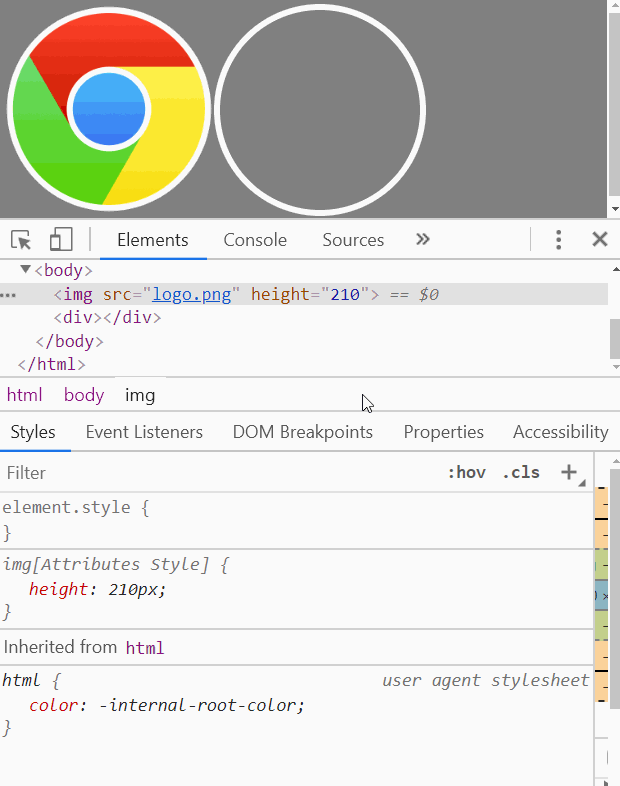 Elements Console Sources
<body>
<img src="logo.png" height="210"> == $0
<div></div>
</body>
</html>
html body img
Styles Event Listeners DOM Breakpoints Properties Accessibility
Filter :hov .cls
element.style {
}
img[Attributes Style] {
height: 210px;
}
Inherited from html
html { user agent stylesheet
color: -internal-root-color;
}